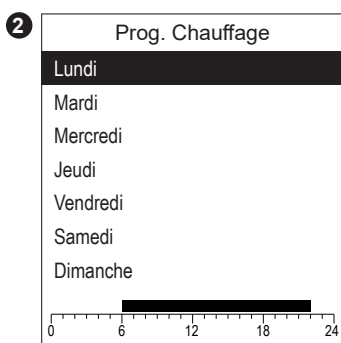 2
Prog. Chauffage
Lundi
Mardi
Mercredi
Jeudi
Vendredi
Samedi
Dimanche
0 6 12 18 24